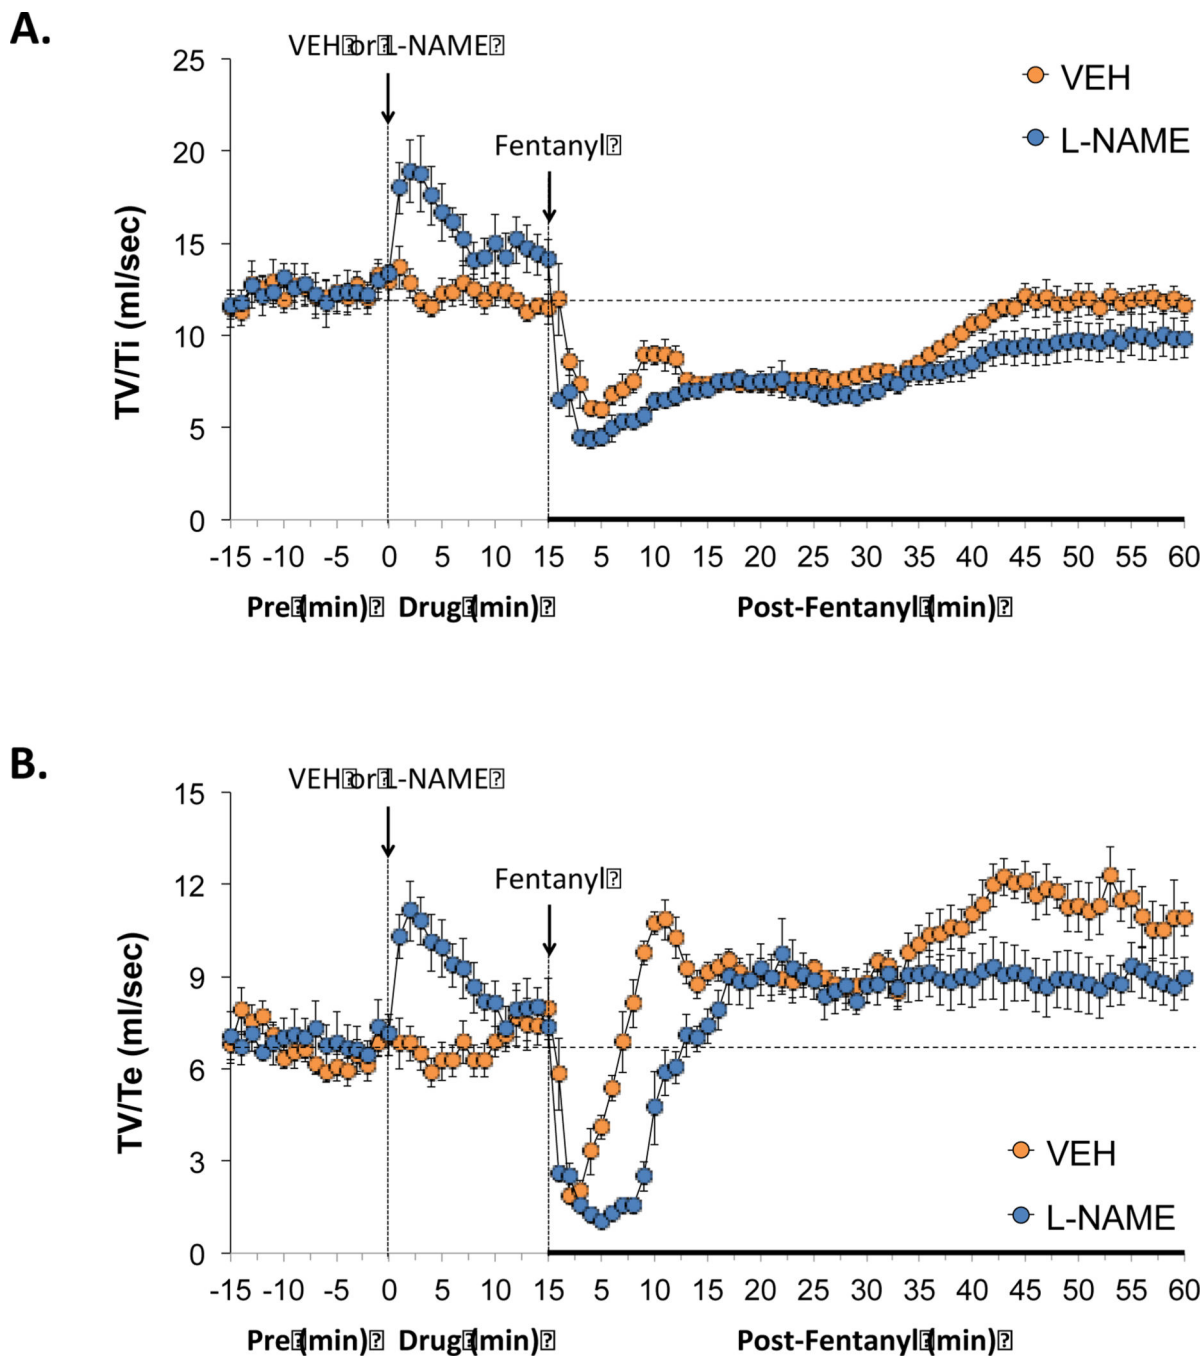 A.
VEH⍰or⍰L-NAME⍰
25
VEH
20
Fentanyl⍰
L-NAME
15
10
5
0
TV/Ti (ml/sec)
-15 -10 -5 0 5 10 15 5 10 15 20 25 30 35 40 45 50 55 60
Pre⍰(min)⍰ Drug⍰(min)⍰ Post-Fentanyl⍰(min)⍰
B.
VEH⍰or⍰L-NAME⍰
15
Fentanyl⍰
12
9
6
3
0
TV/Te (ml/sec)
VEH
L-NAME
-15 -10 -5 0 5 10 15 5 10 15 20 25 30 35 40 45 50 55 60
Pre⍰(min)⍰ Drug⍰(min)⍰ Post-Fentanyl⍰(min)⍰